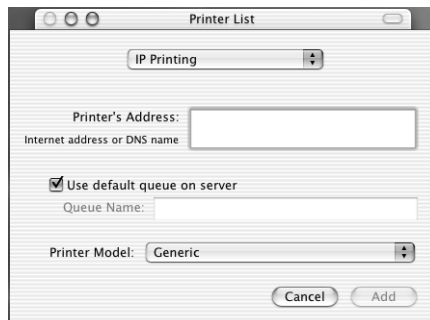 Printer List
IP Printing
Printer's Address:
Internet address or DNS name
Use default queue on server
Queue Name:
Printer Model: Generic
Cancel Add